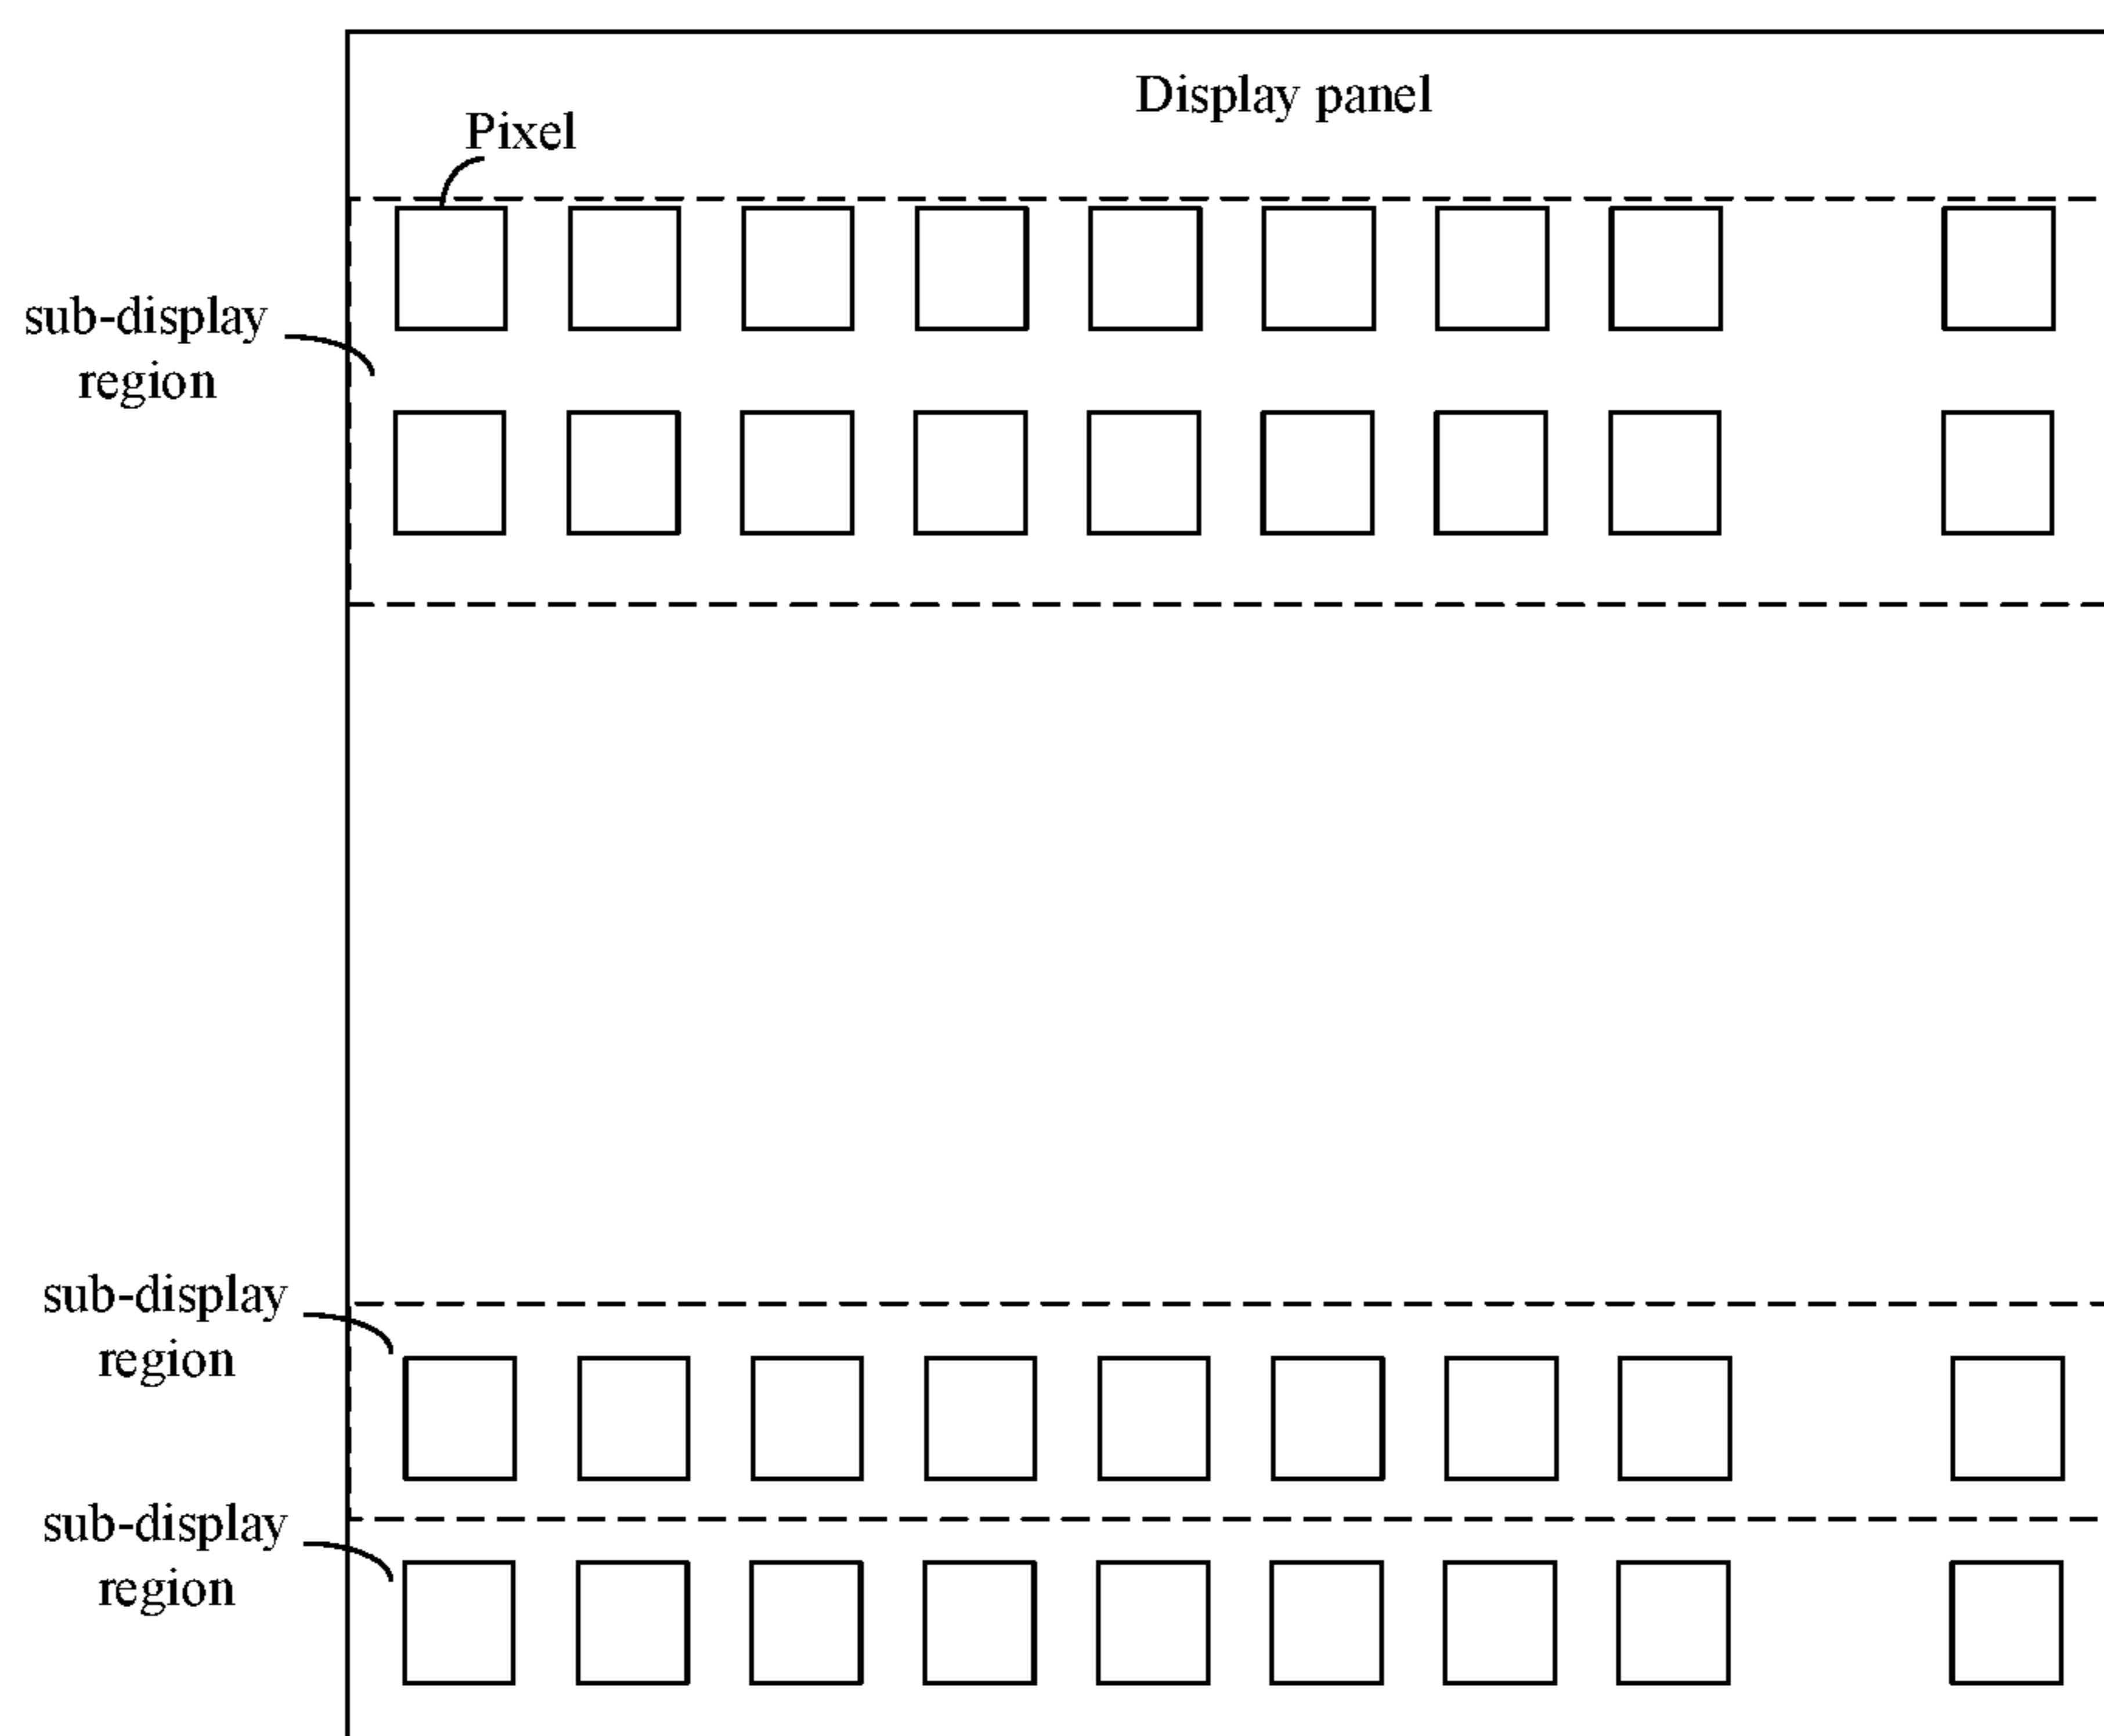 Display panel
Pixel
sub-display
region
sub-display
region
sub-display
region